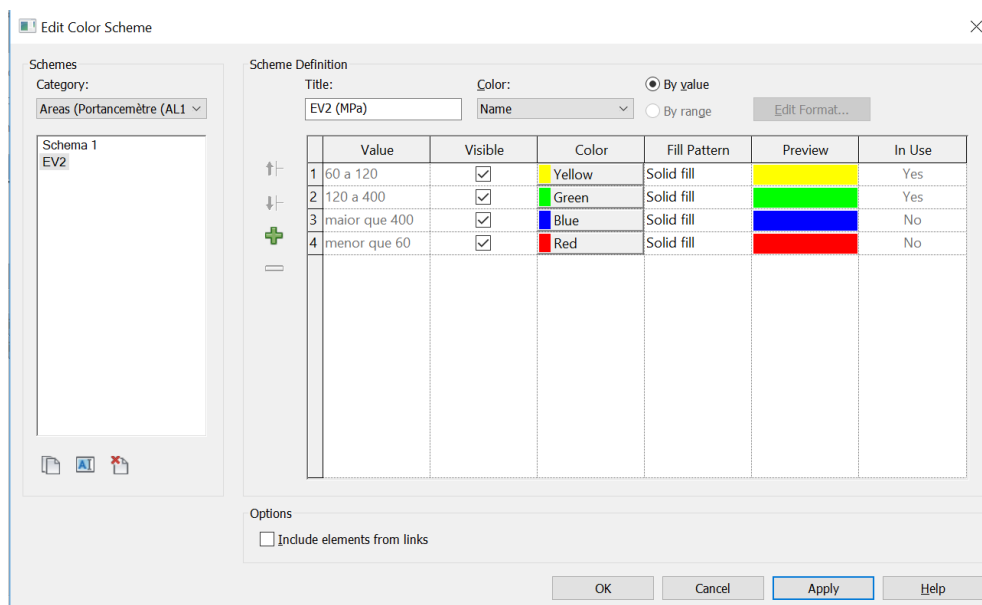 Edit Color Scheme
Schemes
Category:
Areas (Portancemètre (AL1
Schema 1
EV2
Scheme Definition
Title:
EV2 (MPa)
Color:
Name
By value
By range
Edit Format...
Value Visible Color Fill Pattern Preview In Use
1 60 a 120 Yellow Solid fill Yes
2 120 a 400 Green Solid fill Yes
3 maior que 400 Blue Solid fill No
4 menor que 60 Red Solid fill No
Options
Include elements from links
OK Cancel Apply Help